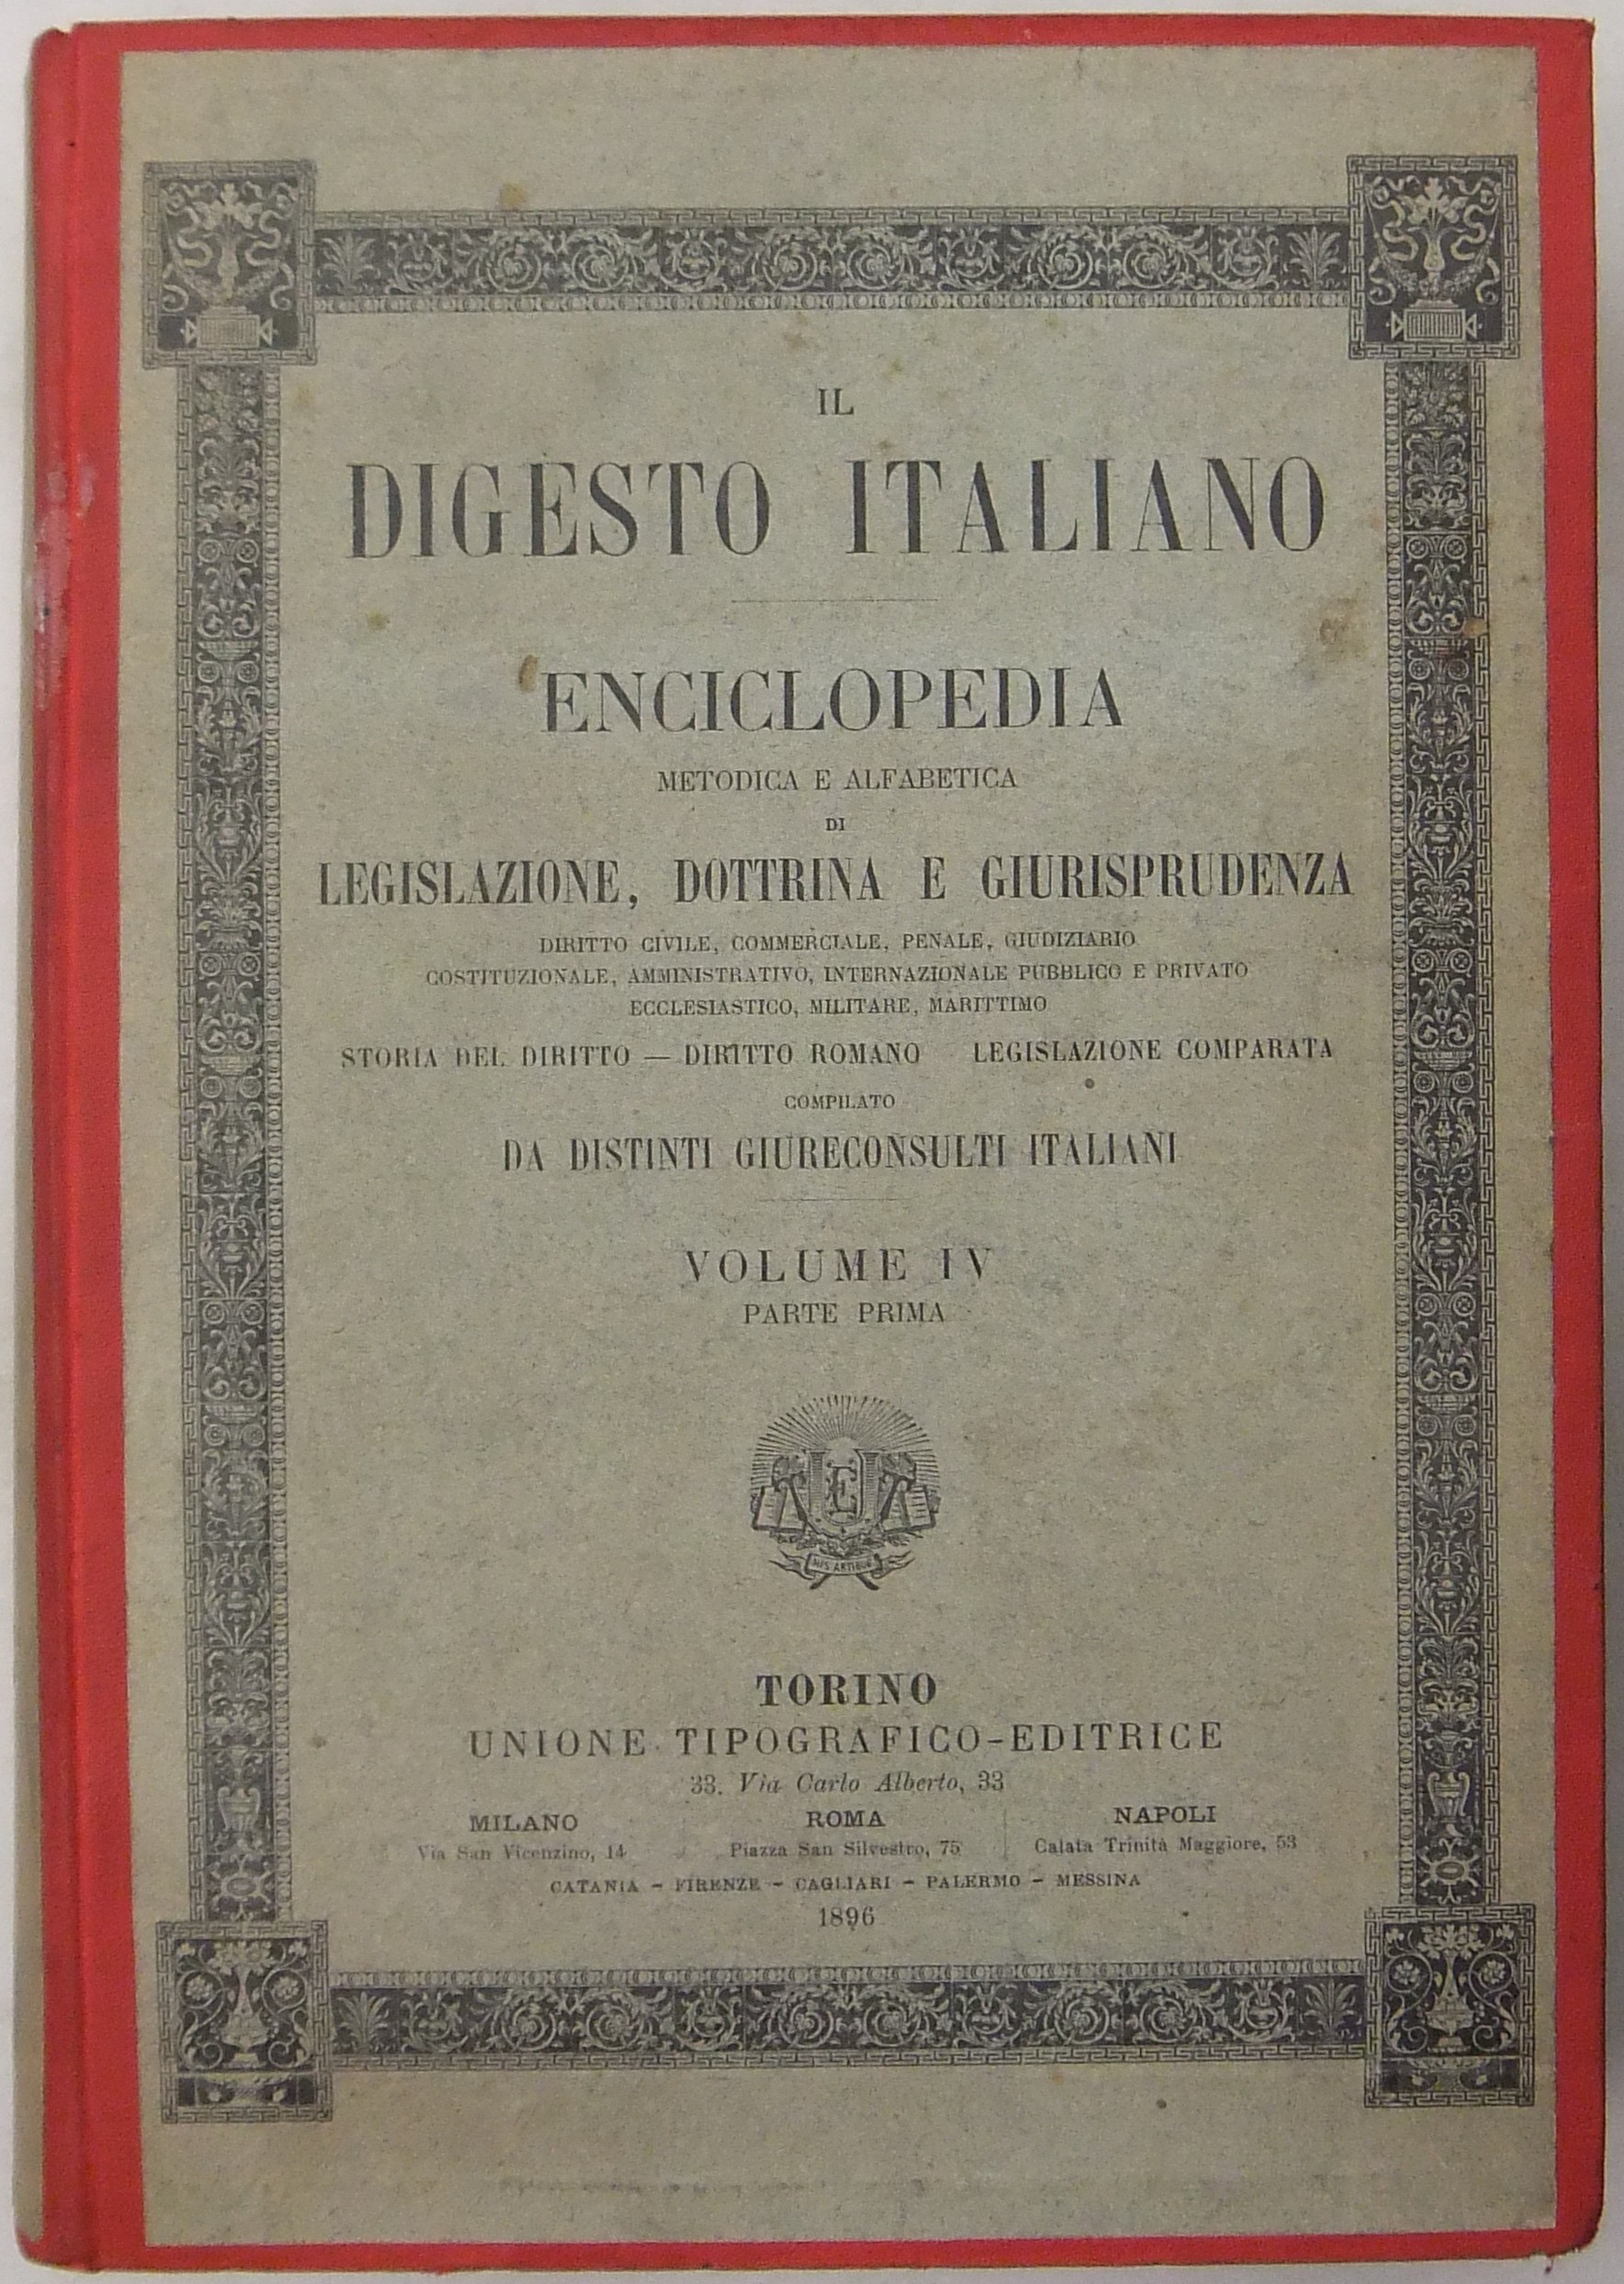 IL
DIGESTO ITALIANO
ENCICLOPEDIA
METODICA E ALFABETICA
DI
LEGISLAZIONE, DOTTRINA E GIURISPRUDENZA
DIRITTO CIVILE, COMMERCIALE, PENALE, GIUDIZIARIO
COSTITUZIONALE, AMMINISTRATIVO, INTERNAZIONALE PUBBLICO E PRIVATO
ECCLESIASTICO, MILITARE, MARITTIMO
STORIA DEL DIRITTO — DIRITTO ROMANO LEGISLAZIONE COMPARATA
COMPILATO
DA DISTINTI GIURECONSULTI ITALIANI
VOLUME IV
PARTE PRIMA
UTE
HIS ARTIBUS
TORINO
UNIONE TIPOGRAFICO-EDITRICE
33. Via Carlo Alberto, 33
MILANO ROMA NAPOLI
Via San Vicenzino, 14 Piazza San Silvestro, 75 Calata Trinità Maggiore, 53
CATANIA - FIRENZE - CAGLIARI - PALERMO - MESSINA
1896